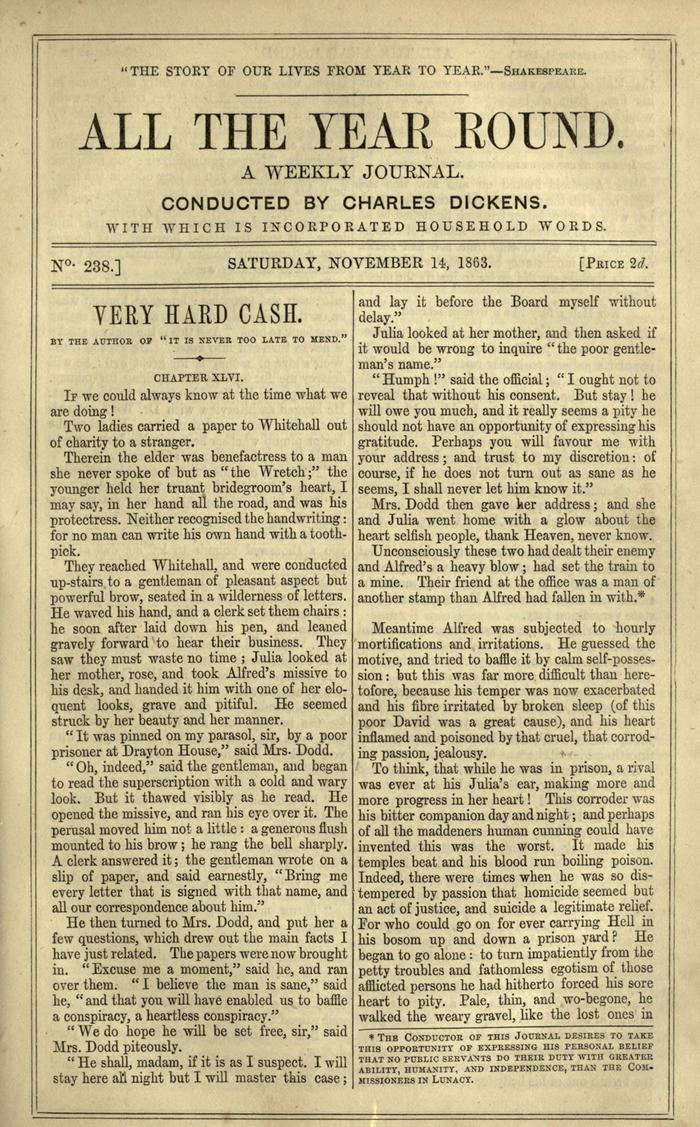 "THE STORY OF OUR LIVES FROM YEAR TO YEAR."—SHAKESPEARE.
ALL THE YEAR ROUND.
A WEEKLY JOURNAL.
CONDUCTED BY CHARLES DICKENS.
WITH WHICH IS INCORPORATED HOUSEHOLD WORDS.
No. 238.] SATURDAY, NOVEMBER 14, 1863. [PRICE 2d.
VERY HARD CASH.
BY THE AUTHOR OF "IT IS NEVER TOO LATE TO MEND."
CHAPTER XLVI.
IF we could always know at the time what we
are doing!
Two ladies carried a paper to Whitehall out
of charity to a stranger.
Therein the elder was benefactress to a man
she never spoke of but as "the Wretch;" the
younger held her truant bridegroom's heart, I
may say, in her hand all the road, and was his
protectress. Neither recognised the handwriting:
for no man can write his own hand with a tooth-
pick.
They reached Whitehall, and were conducted
up-stairs to a gentleman of pleasant aspect but
powerful brow, seated in a wilderness of letters.
He waved his hand, and a clerk set them chairs:
he soon after laid down his pen, and leaned
gravely forward to hear their business. They
saw they must waste no time; Julia looked at
her mother, rose, and took Alfred's missive to
his desk, and handed it him with one of her elo-
quent looks, grave and pitiful. He seemed
struck by her beauty and her manner.
"It was pinned on my parasol, sir, by a poor
prisoner at Drayton House," said Mrs. Dodd.
"Oh, indeed," said the gentleman, and began
to read the superscription with a cold and wary
look. But it thawed visibly as he read. He
opened the missive, and ran his eye over it. The
perusal moved him not a little: a generous flush
mounted to his brow; he rang the bell sharply.
A clerk answered it; the gentleman wrote on a
slip of paper, and said earnestly, "Bring me
every letter that is signed with that name, and
all our correspondence about him."
He then turned to Mrs. Dodd, and put her a
few questions, which drew out the main facts I
have just related. The papers were now brought
in. "Excuse me a moment," said he, and ran
over them. "I believe the man is sane," said
he, "and that you will have enabled us to baffle
a conspiracy, a heartless conspiracy."
"We do hope he will be set free, sir," said
Mrs. Dodd piteously.
"He shall, madam, if it is as I suspect. I will
stay here all night but I will master this case;
and lay it before the Board myself without
delay."
Julia looked at her mother, and then asked if
it would be wrong to inquire "the poor gentle-
man's name."
"Humph!" said the official; "I ought not to
reveal that without his consent. But stay! he
will owe you much, and it really seems a pity he
should not have an opportunity of expressing his
gratitude. Perhaps you will favour me with
your address; and trust to my discretion: of
course, if he does not turn out as sane as he
seems, I shall never let him know it."
Mrs. Dodd then gave her address; and she
and Julia went home with a glow about the
heart selfish people, thank Heaven, never know.
Unconsciously these two had dealt their enemy
and Alfred's a heavy blow; had set the train to
a mine. Their friend at the office was a man of
another stamp than Alfred had fallen in with.*
Meantime Alfred was subjected to hourly
mortifications and irritations. He guessed the
motive, and tried to baffle it by calm self-posses-
sion: but this was far more difficult than here-
tofore, because his temper was now exacerbated
and his fibre irritated by broken sleep (of this
poor David was a great cause), and his heart
inflamed and poisoned by that cruel, that corrod-
ing passion, jealousy.
To think, that while he was in prison, a rival
was ever at his Julia's ear, making more and
more progress in her heart! This corroder was
his bitter companion day and night; and perhaps
of all the maddeners human cunning could have
invented this was the worst. It made his
temples beat and his blood run boiling poison.
Indeed, there were times when he was so dis-
tempered by passion that homicide seemed but
an act of justice, and suicide a legitimate relief.
For who could go on for ever carrying Hell in
his bosom up and down a prison yard? He
began to go alone: to turn impatiently from the
petty troubles and fathomless egotism of those
afflicted persons he had hitherto forced his sore
heart to pity. Pale, thin, and wo-begone, he
walked the weary gravel, like the lost ones in
* THE CONDUCTOR OF THIS JOURNAL DESIRES TO TAKE
THIS OPPORTUNITY OF EXPRESSING HIS PERSONAL BELIEF
THAT NO PUBLIC SERVANTS DO THEIR DUTY WITH GREATER
ABILITY, HUMANITY, AND INDEPENDENCE, THAN THE COM-
MISSIONERS IN LUNACY.